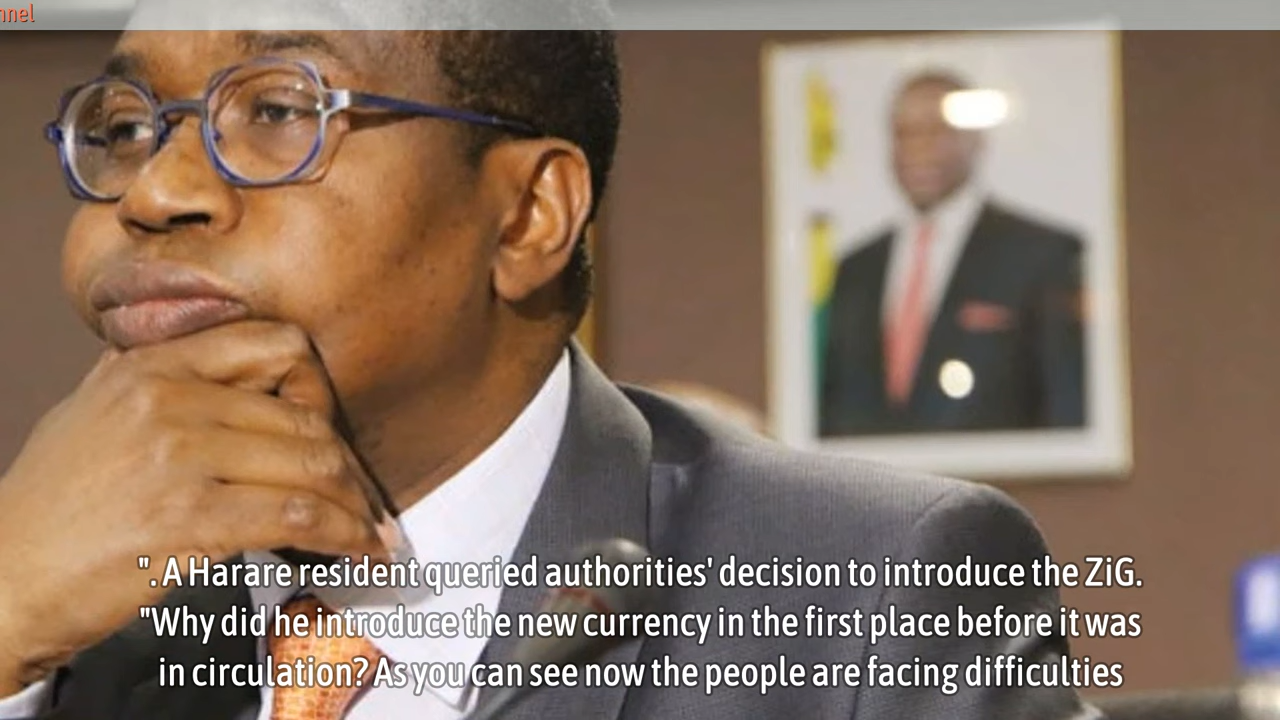 nnel
". A Harare resident queried authorities' decision to introduce the ZiG.
"Why did he introduce the new currency in the first place before it was
in circulation? As you can see now the people are facing difficulties